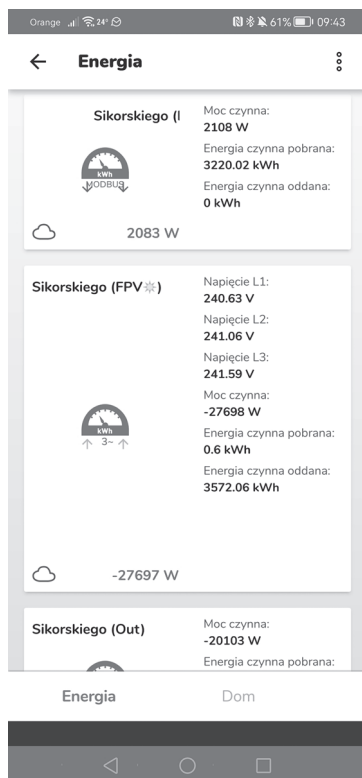 Orange 24° 61% 09:43
Energia
Sikorskiego (I
kWh
MODBUS
2083 W
Moc czynna:
2108 W
Energia czynna pobrana:
3220.02 kWh
Energia czynna oddana:
0 kWh
Sikorskiego (FPV☼)
kWh
3~
-27697 W
Napięcie L1:
240.63 V
Napięcie L2:
241.06 V
Napięcie L3:
241.59 V
Moc czynna:
-27698 W
Energia czynna pobrana:
0.6 kWh
Energia czynna oddana:
3572.06 kWh
Sikorskiego (Out)
Moc czynna:
-20103 W
Energia czynna pobrana:
Energia Dom